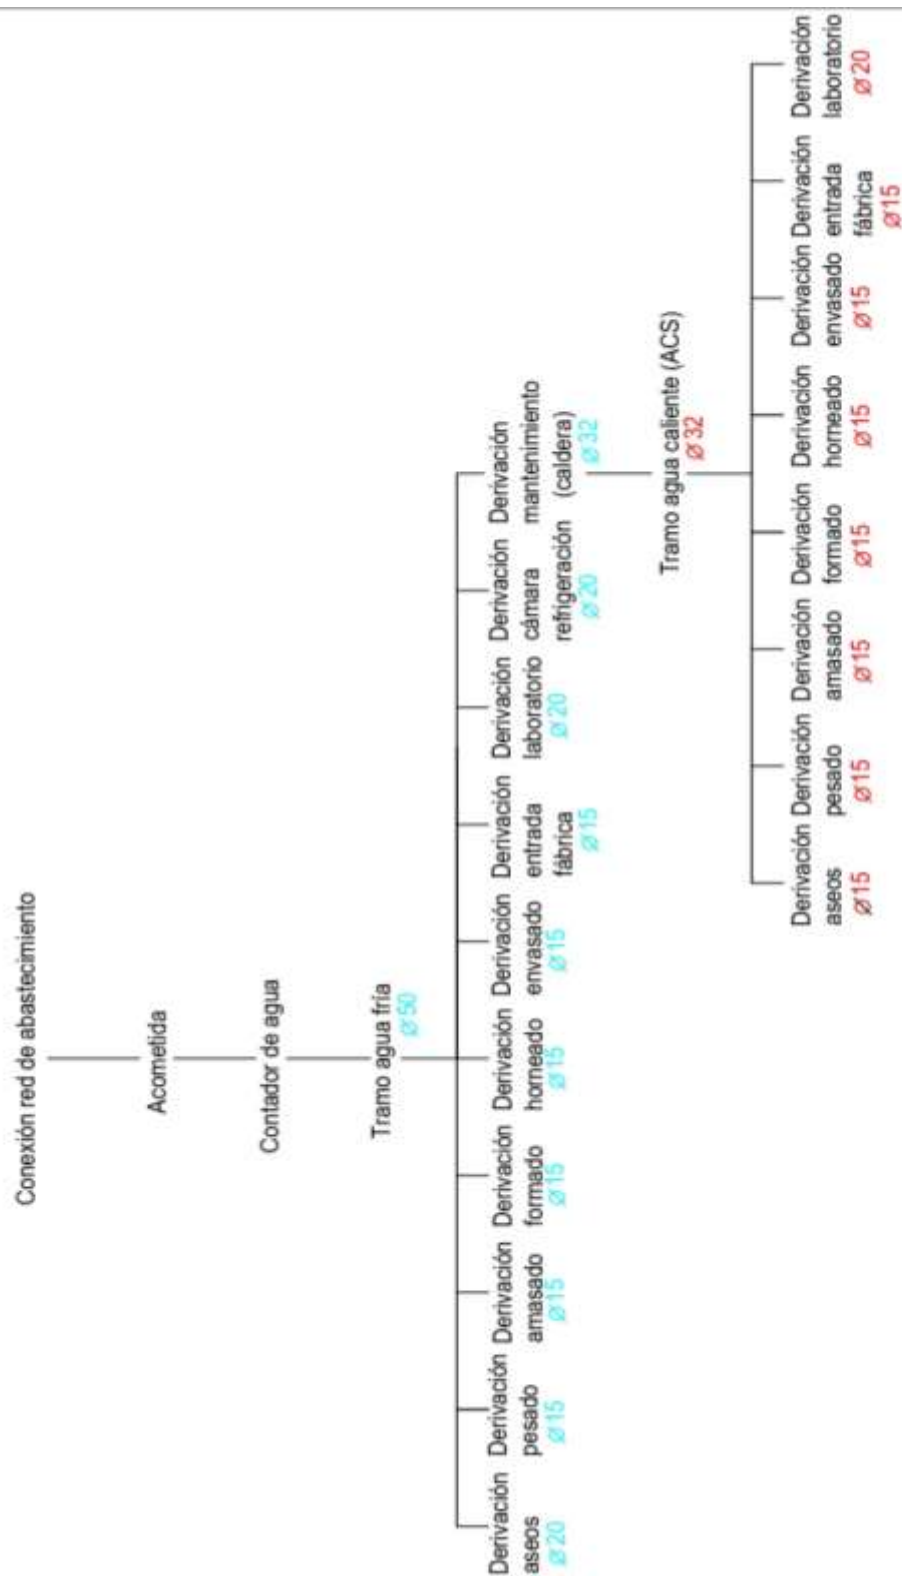 Conexión red de abastecimiento
Acometida
Contador de agua
Tramo agua fría
Ø50
Derivación
aseos
Ø20
Derivación
pesado
Ø15
Derivación
amasado
Ø15
Derivación
formado
Ø15
Derivación
horneado
Ø15
Derivación
envasado
Ø15
Derivación
entrada
fábrica
Ø15
Derivación
laboratorio
Ø20
Derivación
cámara
refrigeración
Ø20
Derivación
mantenimiento
(caldera)
Ø32
Tramo agua caliente (ACS)
Ø32
Derivación
aseos
Ø15
Derivación
pesado
Ø15
Derivación
amasado
Ø15
Derivación
formado
Ø15
Derivación
horneado
Ø15
Derivación
envasado
Ø15
Derivación
entrada
fábrica
Ø15
Derivación
laboratorio
Ø20